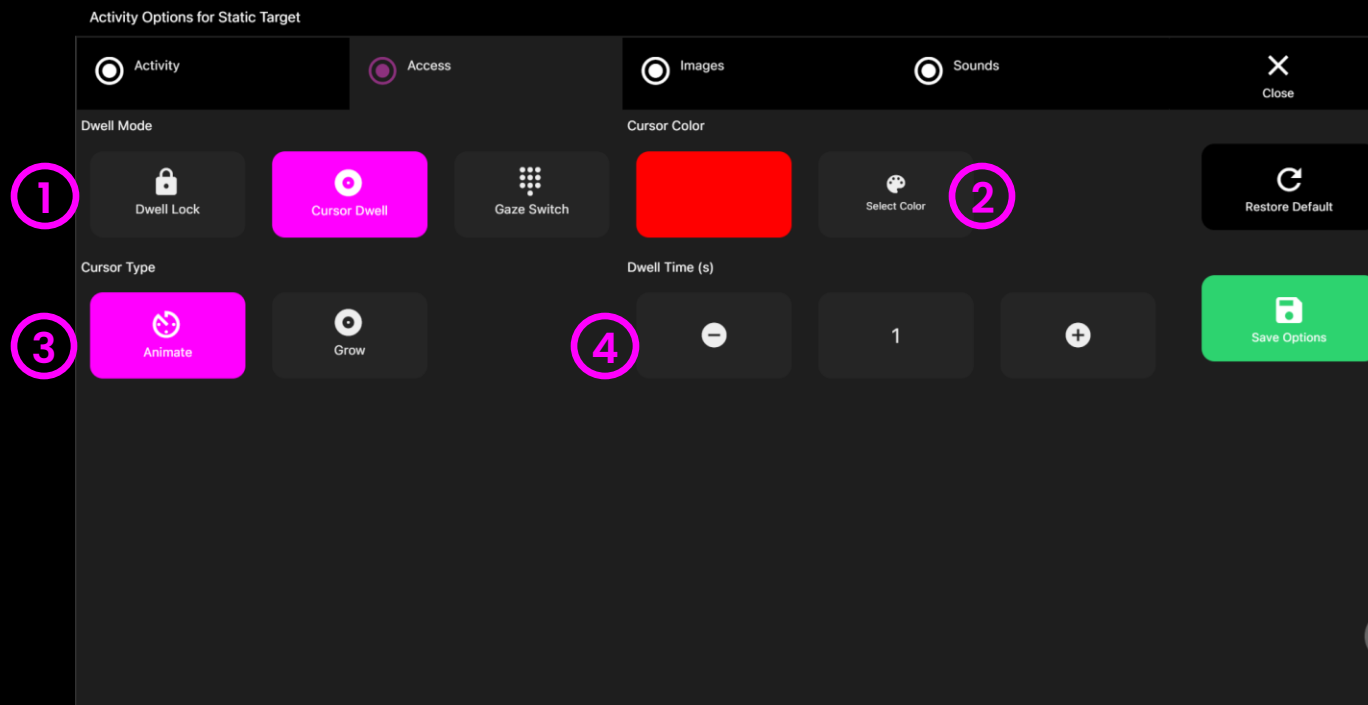 Activity Options for Static Target
Activity
Access
Images
Sounds
Close
Dwell Mode
Cursor Color
1
Dwell Lock
Cursor Dwell
Gaze Switch
Select Color
2
Restore Default
Cursor Type
Dwell Time (s)
3
Animate
Grow
4
1
Save Options